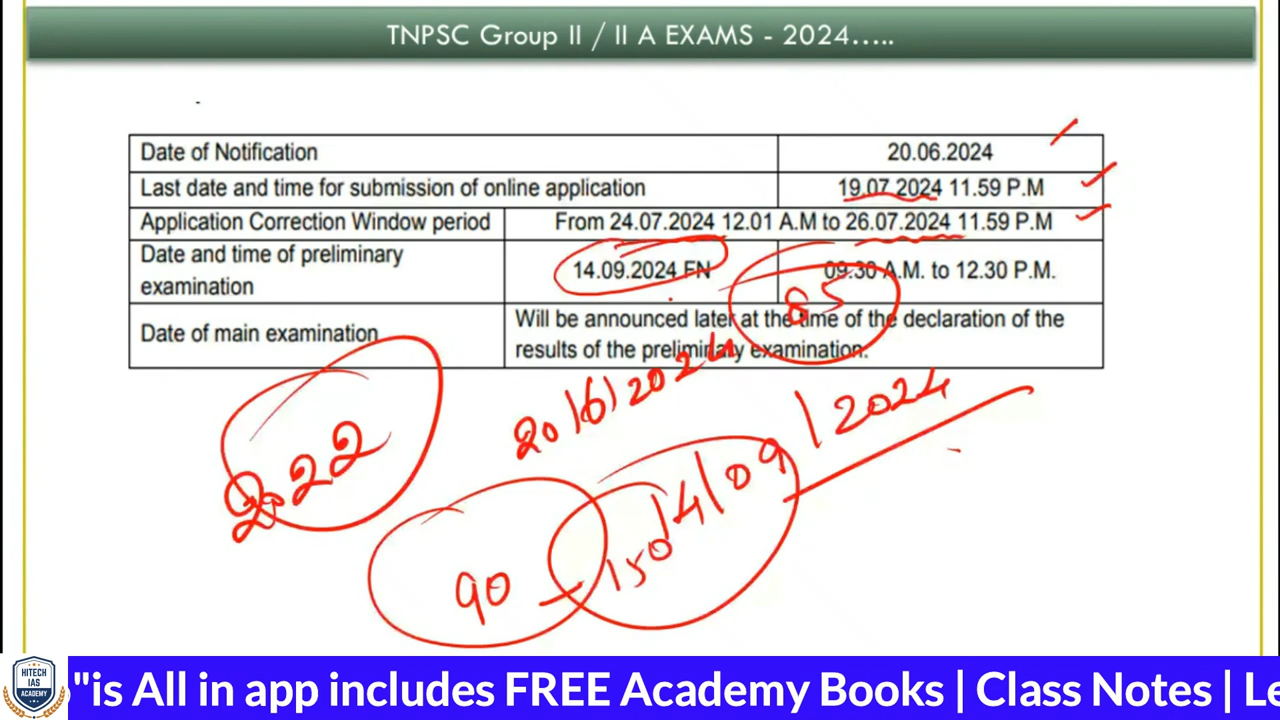 TNPSC Group II / II A EXAMS - 2024.....
Date of Notification 20.06.2024
Last date and time for submission of online application 19.07 2024 11.59 P.M
Application Correction Window period From 24.07.2024 12.01 A.M to 26.07.2024 11.59 P.M
Date and time of preliminary examination 14.09.2024 FN 09:30 A.M. to 12.30 P.M.
85
Date of main examination Will be announced later at the time of the declaration of the
results of the preliminary examination.
20/6/2024
2022
14/09/2024
90 - 150
HITECH
IAS
ACADEMY
"is All in app includes FREE Academy Books | Class Notes | Le